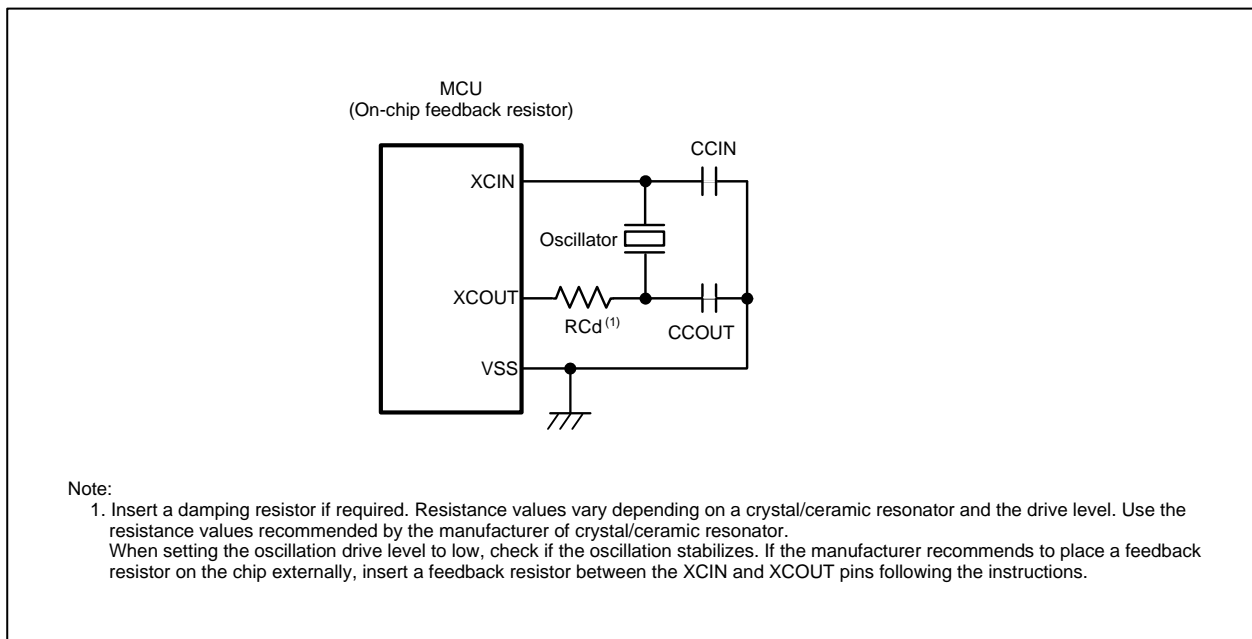 MCU
(On-chip feedback resistor)
CCIN
XCIN
Oscillator
XCOUT
RCd (1)
CCOUT
VSS
Note:
1. Insert a damping resistor if required. Resistance values vary depending on a crystal/ceramic resonator and the drive level. Use the
resistance values recommended by the manufacturer of crystal/ceramic resonator.
When setting the oscillation drive level to low, check if the oscillation stabilizes. If the manufacturer recommends to place a feedback
resistor on the chip externally, insert a feedback resistor between the XCIN and XCOUT pins following the instructions.